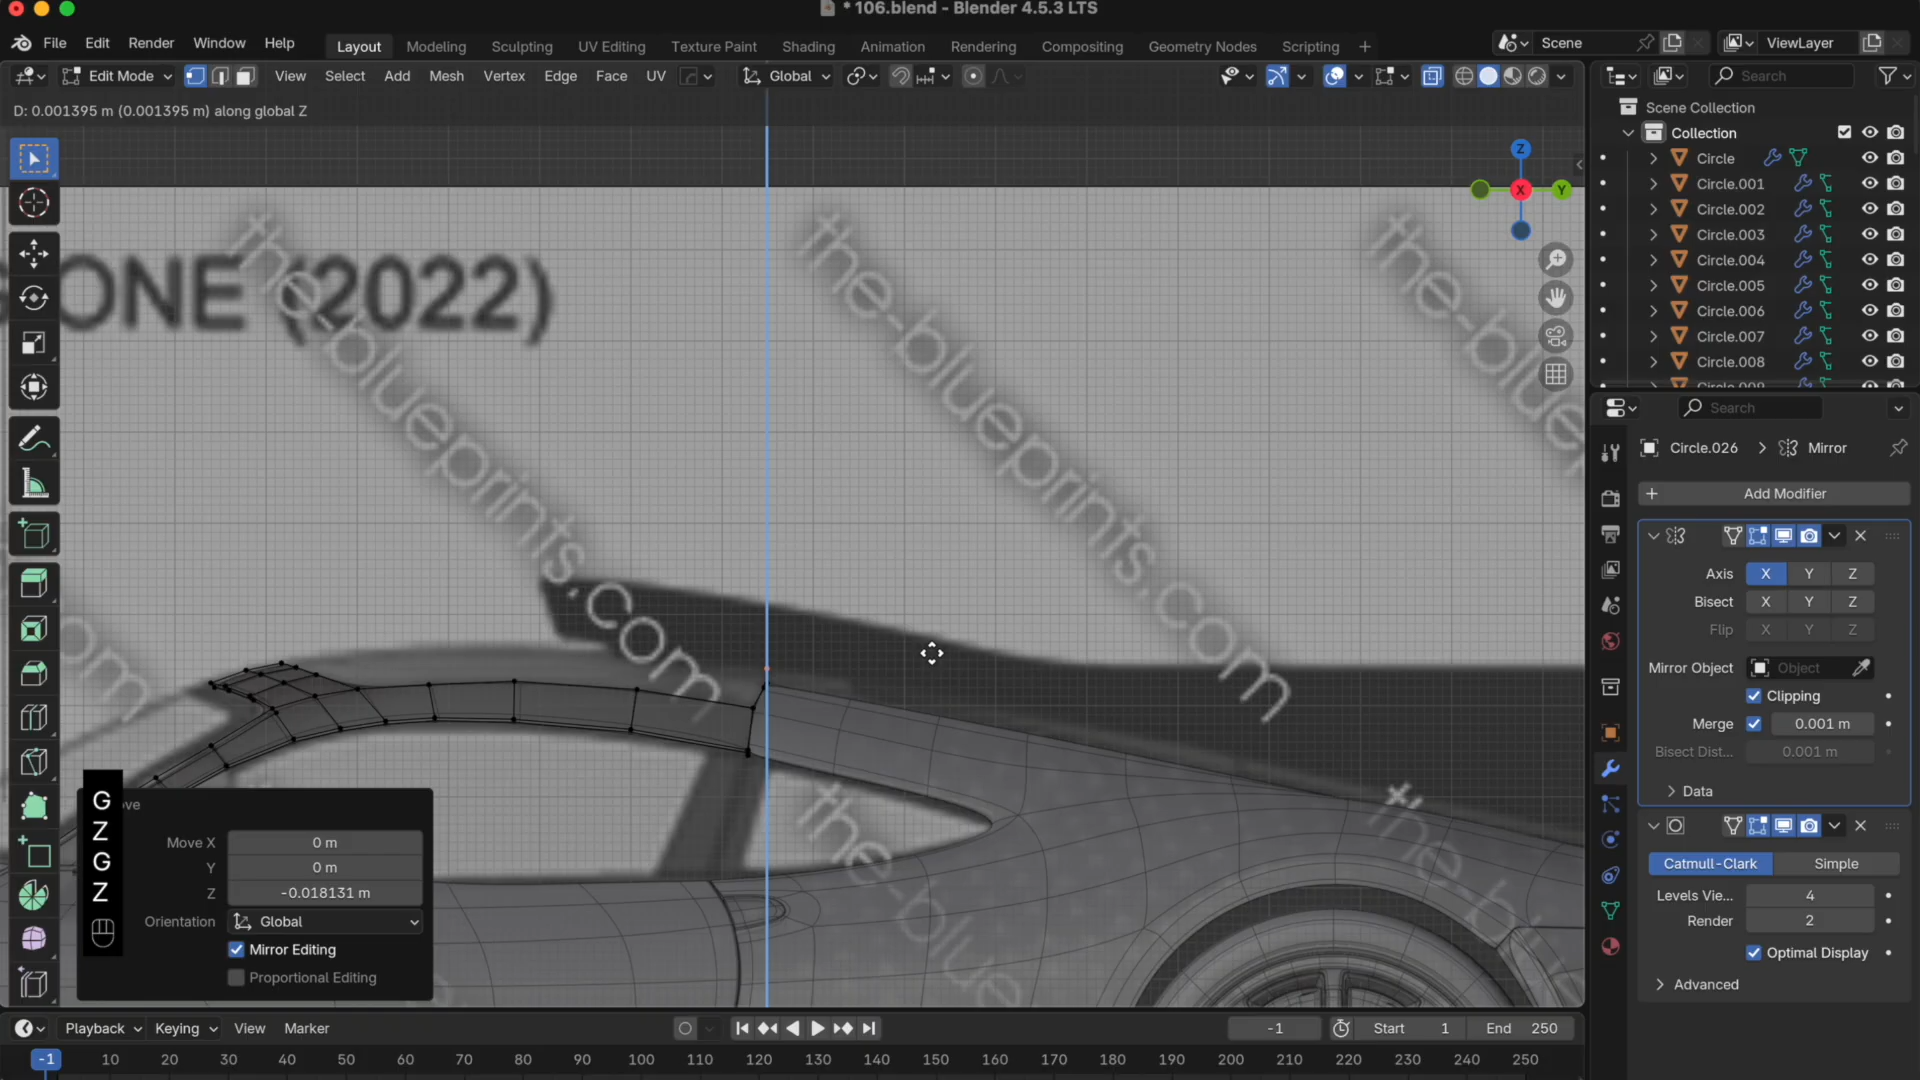 * 106.blend - Blender 4.5.3 LTS
File Edit Render Window Help
Layout Modeling Sculpting UV Editing Texture Paint Shading Animation Rendering Compositing Geometry Nodes Scripting +
Scene
ViewLayer
Edit Mode View Select Add Mesh Vertex Edge Face UV Global
Search
D: 0.001395 m (0.001395 m) along global Z
Scene Collection
Collection
Circle
Circle.001
Circle.002
Circle.003
Circle.004
Circle.005
Circle.006
Circle.007
Circle.008
Z
X
Y
ONE (2022)
the-blueprints.com
the-blueprints.com
Search
Circle.026 > Mirror
+ Add Modifier
Axis X Y Z
Bisect X Y Z
Flip X Y Z
Mirror Object Object
Clipping
Merge 0.001 m
Bisect Dist... 0.001 m
Data
Catmull-Clark Simple
Levels Vie... 4
Render 2
Optimal Display
Advanced
G
Z
G
Z
Move X 0 m
Y 0 m
Z -0.018131 m
Orientation Global
Mirror Editing
Proportional Editing
Playback Keying View Marker
-1
Start 1
End 250
-1 10 20 30 40 50 60 70 80 90 100 110 120 130 140 150 160 170 180 190 200 210 220 230 240 250